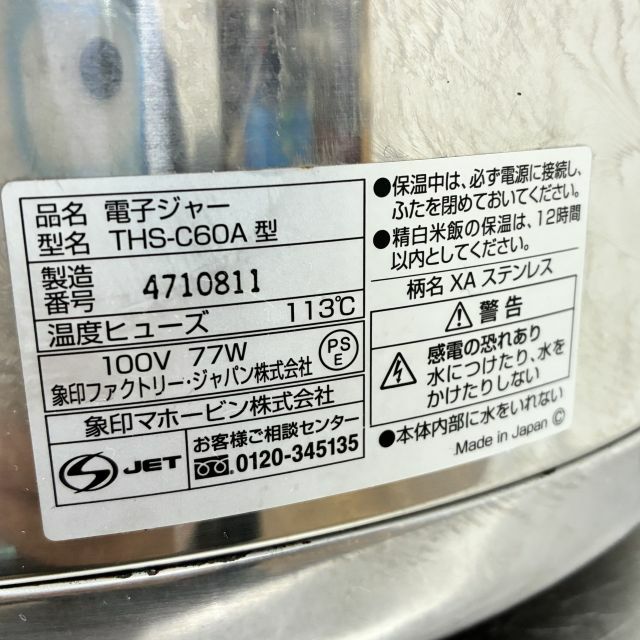 品名 電子ジャー
型名 THS-C60A 型
製造
番号 4710811
温度ヒューズ 113℃
100V 77W
PS
E
象印ファクトリー・ジャパン株式会社
象印マホービン株式会社
JET
お客様ご相談センター
0120-345135
●保温中は、必ず電源に接続し、
ふたを閉めておいてください。
●精白米飯の保温は、12時間
以内としてください。
柄名 XA ステンレス
⚠ 警告
感電の恐れあり
水につけたり、水を
かけたりしない
●本体内部に水をいれない
Made in Japan Ⓒ